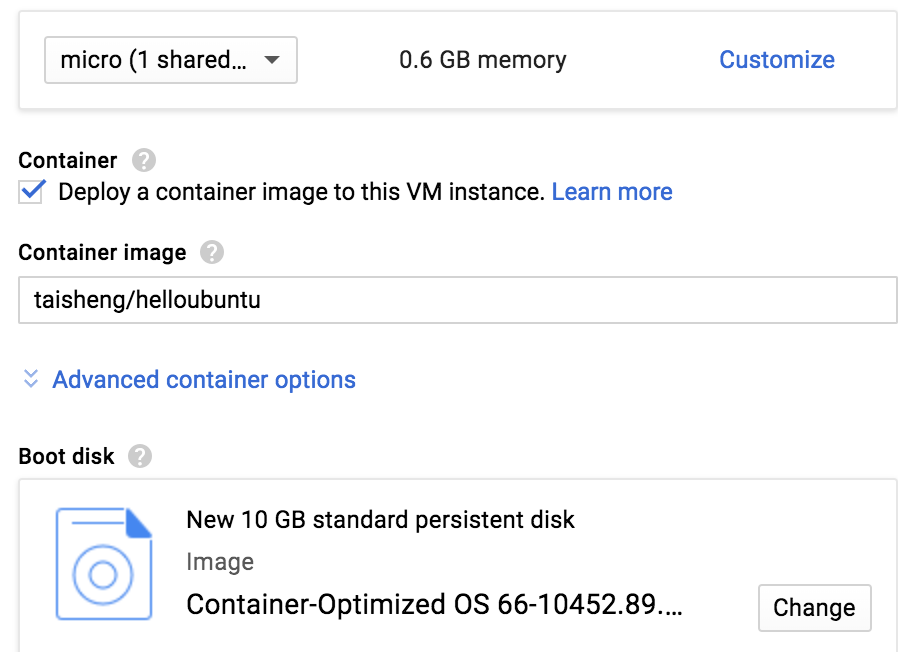 micro (1 shared... 0.6 GB memory Customize
Container ?
Deploy a container image to this VM instance. Learn more
Container image ?
taisheng/helloubuntu
Advanced container options
Boot disk ?
New 10 GB standard persistent disk
Image
Container-Optimized OS 66-10452.89....
Change